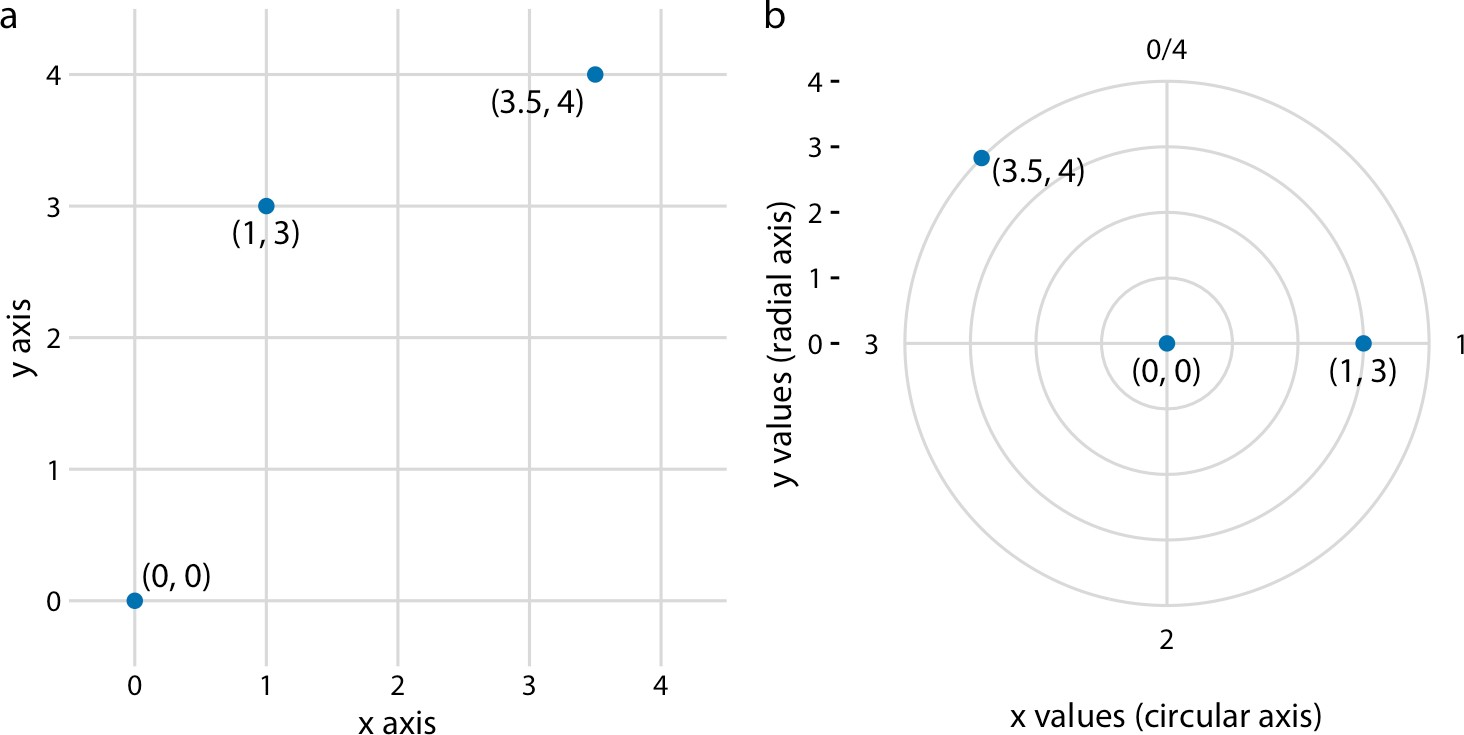 a
4
(3.5, 4)
3
(1, 3)
y axis
2
1
(0, 0)
0
0 1 2 3 4
x axis
b
0/4
4
3
(3.5, 4)
2
1
y values (radial axis)
0
3
1
(0, 0)
(1, 3)
2
x values (circular axis)